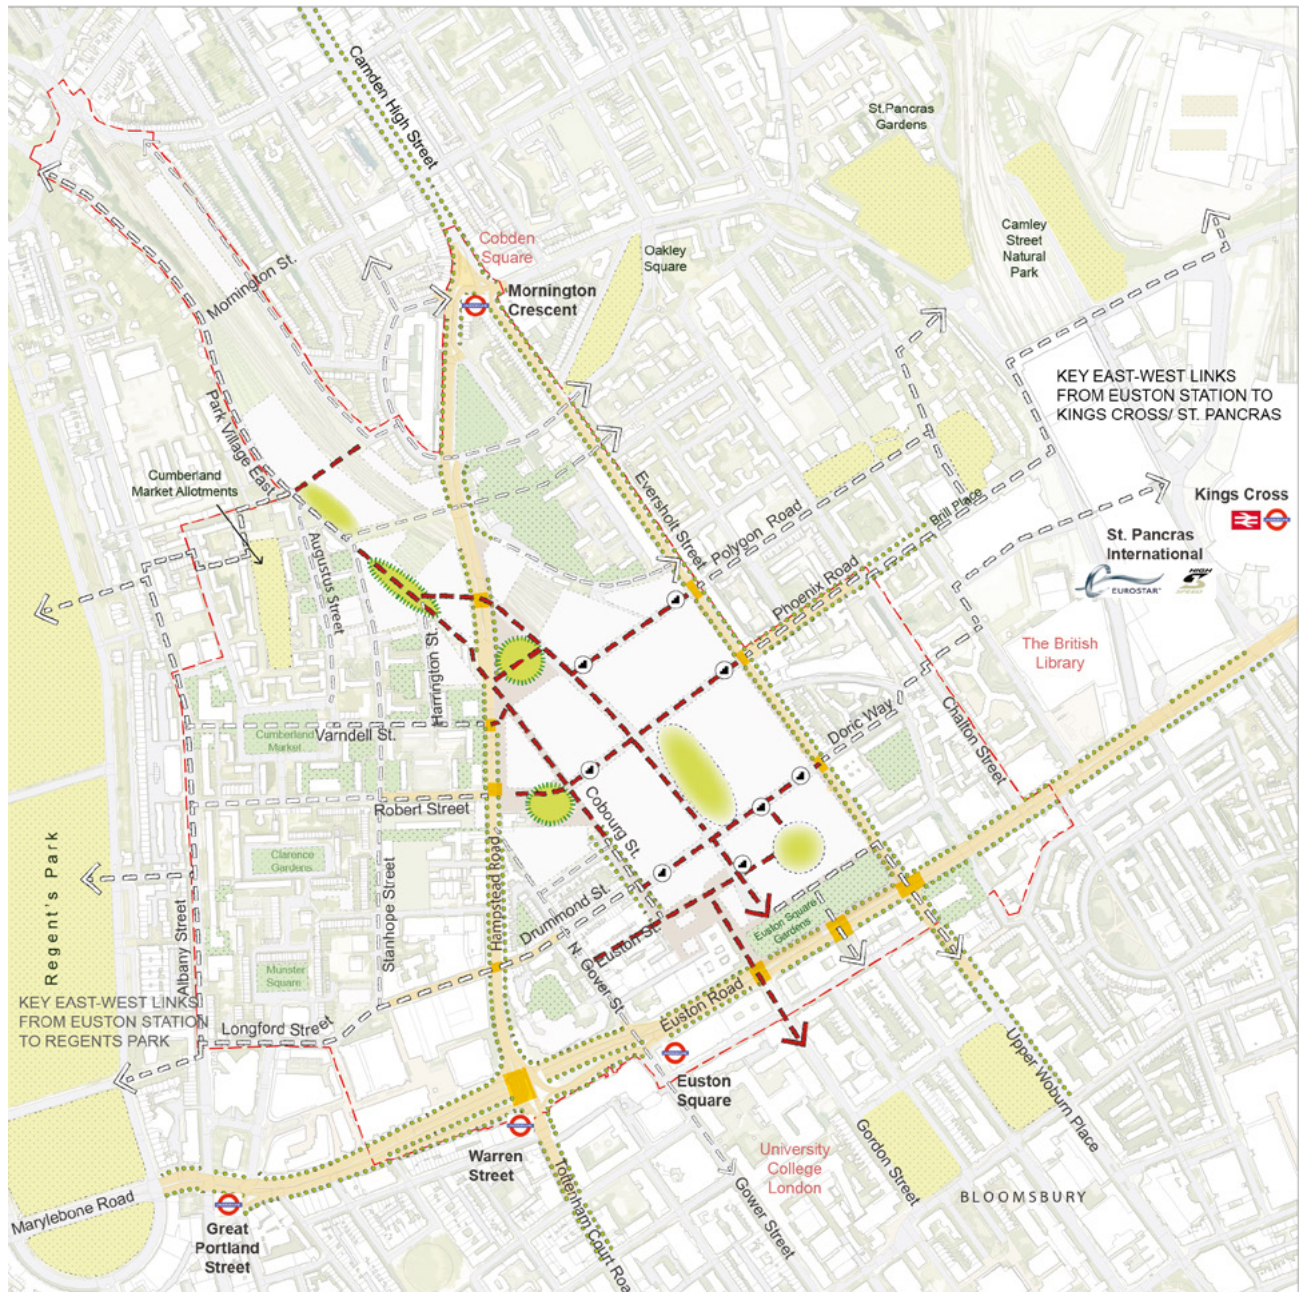 Camden High Street
St.Pancras
Gardens
Camley
Street
Natural
Park
Cobden
Square
Oakley
Square
Mornington
Crescent
Mornington St.
KEY EAST-WEST LINKS
FROM EUSTON STATION TO
KINGS CROSS/ ST. PANCRAS
Park Village East
Cumberland
Market Allotments
Eversholt Street
Polygon Road
Brill Place
Kings Cross
St. Pancras
International
EUROSTAR
HIGH
SPEED
Augustus Street
Phoenix Road
Harrington St.
The British
Library
Cumberland
Market
Varndell St.
Doric Way
Chalton Street
Robert Street
Cobourg St.
Regent's Park
Clarence
Gardens
Hampstead Road
Stanhope Street
Albany Street
Drummond St.
Euston St.
Euston Square
Gardens
N. Gover St.
Munster
Square
KEY EAST-WEST LINKS
FROM EUSTON STATION
TO REGENTS PARK
Longford Street
Euston Road
Euston
Square
Upper Woburn Place
Warren
Street
University
College
London
Gordon Street
BLOOMSBURY
Tottenham Court Roa
Gower Street
Marylebone Road
Great
Portland
Street